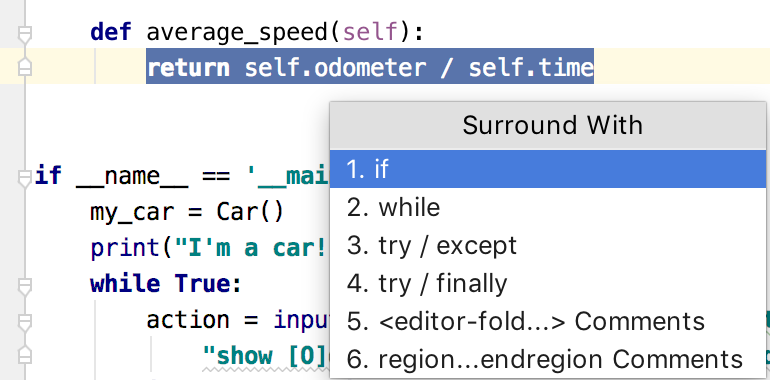 def average_speed(self):
return self.odometer / self.time
Surround With
1. if
2. while
3. try / except
4. try / finally
5. <editor-fold...> Comments
6. region...endregion Comments
if __name__ == '__mai
my_car = Car()
print("I'm a car!
while True:
action = inpu
"show [O]